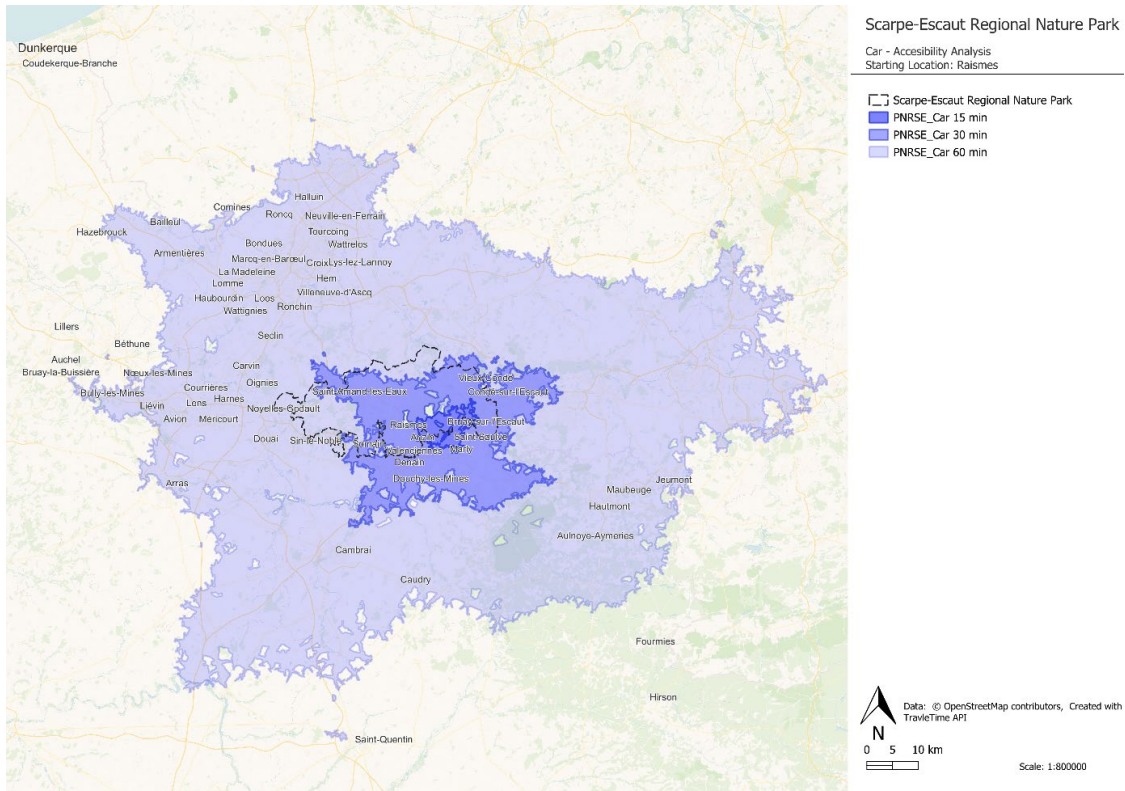 Scarpe-Escaut Regional Nature Park
Car - Accesibility Analysis
Starting Location: Raismes
Scarpe-Escaut Regional Nature Park
PNRSE_Car 15 min
PNRSE_Car 30 min
PNRSE_Car 60 min
Dunkerque
Coudekerque-Branche
Halluin
Comines
Roncq
Neuville-en-Ferrain
Bailleul
Hazebrouck
Tourcoing
Bondues
Wattrelos
Armentières
Marcq-en-Barœul
Croix
Lys-lez-Lannoy
La Madeleine
Hem
Lomme
Villeneuve-d'Ascq
Haubourdin
Loos
Ronchin
Wattignies
Lillers
Seclin
Béthune
Auchel
Bruay-la-Buissière
Nœux-les-Mines
Carvin
Oignies
Vieux-Condé
Bully-les-Mines
Courrières
Saint-Amand-les-Eaux
Condé-sur-l'Escaut
Liévin
Lens
Harnes
Noyelles-Godault
Avion
Méricourt
Raismes
Bruay-sur-l'Escaut
Douai
Sin-le-Noble
Somain
Anzin
Saint-Saulve
Valenciennes
Marly
Denain
Arras
Douchy-les-Mines
Jeumont
Maubeuge
Hautmont
Aulnoye-Aymeries
Cambrai
Caudry
Fourmies
Hirson
Saint-Quentin
Data: © OpenStreetMap contributors, Created with
TravleTime API
N
0 5 10 km
Scale: 1:800000